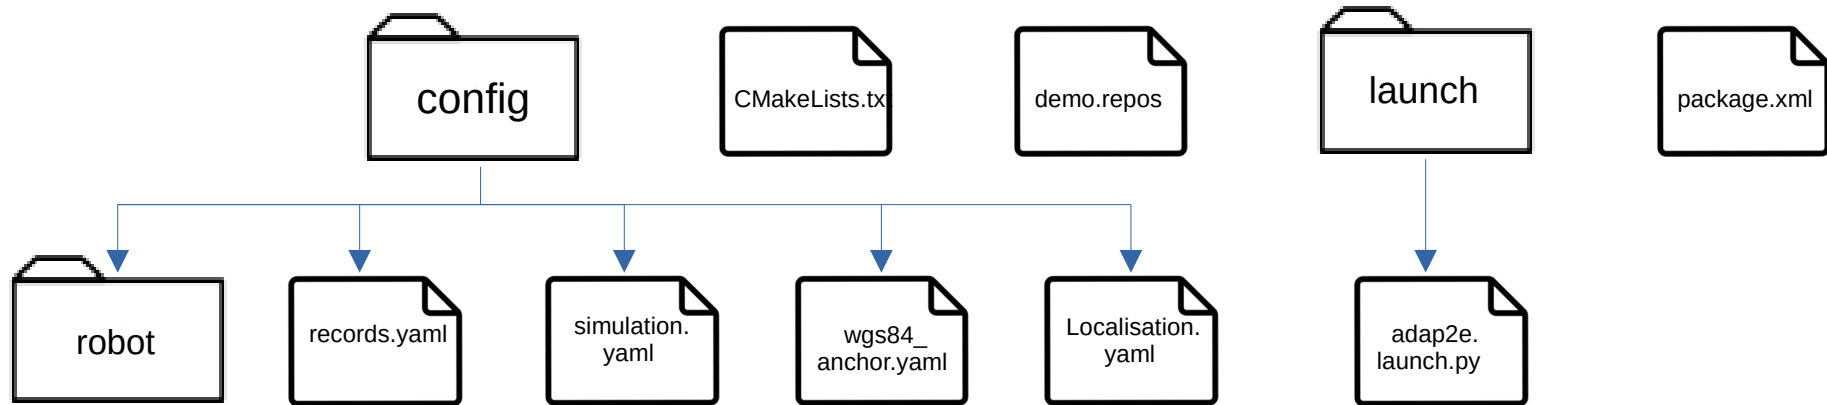 config
CMakeLists.txt
demo.repos
launch
package.xml
robot
records.yaml
simulation.
yaml
wgs84_
anchor.yaml
Localisation.
yaml
adap2e.
launch.py